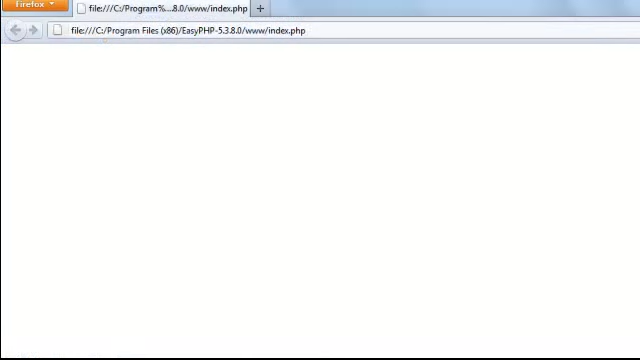 Firefox
file:///C:/Program%...8.0/www/index.php
file:///C:/Program Files (x86)/EasyPHP-5.3.8.0/www/index.php